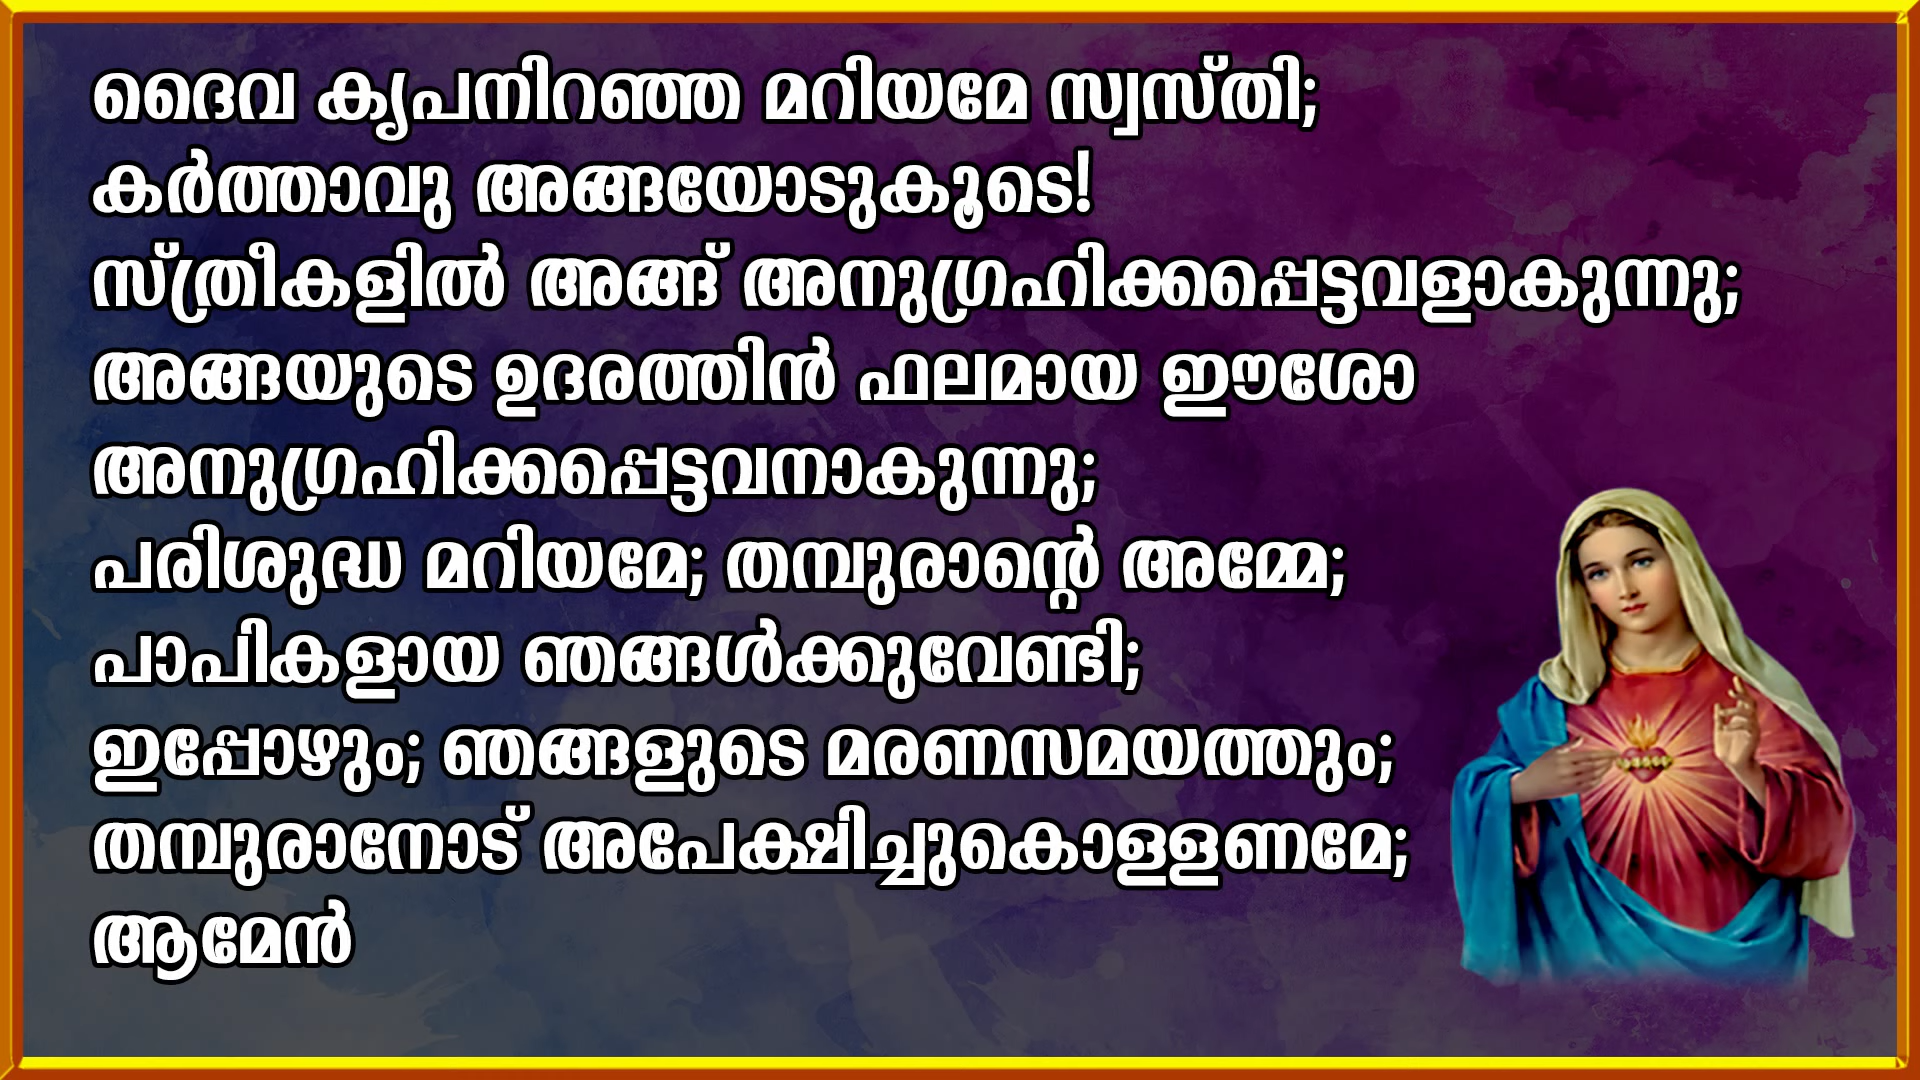 ദൈവ കൃപനിറഞ്ഞ മറിയമേ സ്വസ്തി;
കർത്താവു അങ്ങയോടുകൂടെ!
സ്ത്രീകളിൽ അങ്ങ് അനുഗ്രഹിക്കപ്പെട്ടവളാകുന്നു;
അങ്ങയുടെ ഉദരത്തിൻ ഫലമായ ഈശോ
അനുഗ്രഹിക്കപ്പെട്ടവനാകുന്നു;
പരിശുദ്ധ മറിയമേ; തമ്പുരാന്റെ അമ്മേ;
പാപികളായ ഞങ്ങൾക്കുവേണ്ടി;
ഇപ്പോഴും; ഞങ്ങളുടെ മരണസമയത്തും;
തമ്പുരാനോട് അപേക്ഷിച്ചുകൊളളണമേ;
ആമേൻ